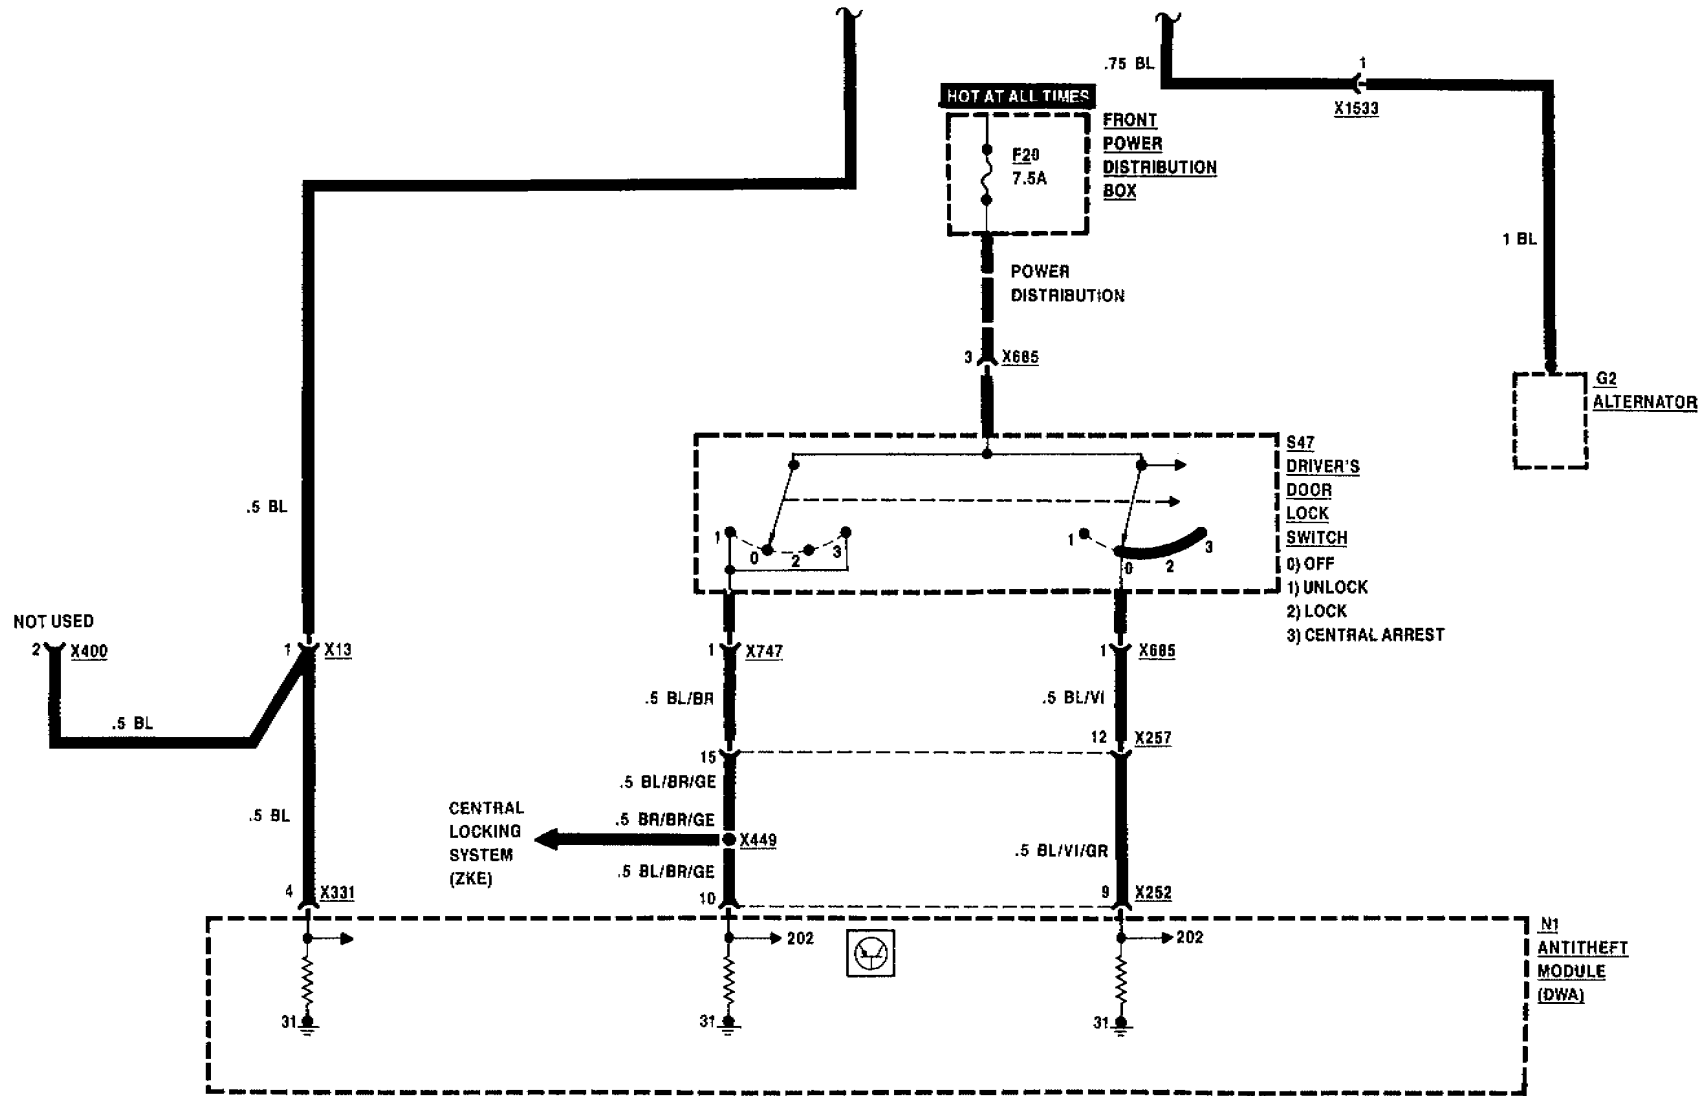 .75 BL
1
X1533
HOT AT ALL TIMES
FRONT
POWER
DISTRIBUTION
BOX
F20
7.5A
1 BL
POWER
DISTRIBUTION
3
X685
G2
ALTERNATOR
S47
DRIVER'S
DOOR
LOCK
SWITCH
0) OFF
1) UNLOCK
2) LOCK
3) CENTRAL ARREST
1
0
2
3
1
0
2
3
.5 BL
NOT USED
2
X400
1
X13
1
X747
1
X685
.5 BL/BR
.5 BL/VI
.5 BL
12
X257
15
.5 BL/BR/GE
CENTRAL
LOCKING
SYSTEM
(ZKE)
.5 BL
.5 BR/BR/GE
X449
.5 BL/VI/GR
.5 BL/BR/GE
4
X331
10
9
X252
202
202
N1
ANTITHEFT
MODULE
(DWA)
31
31
31